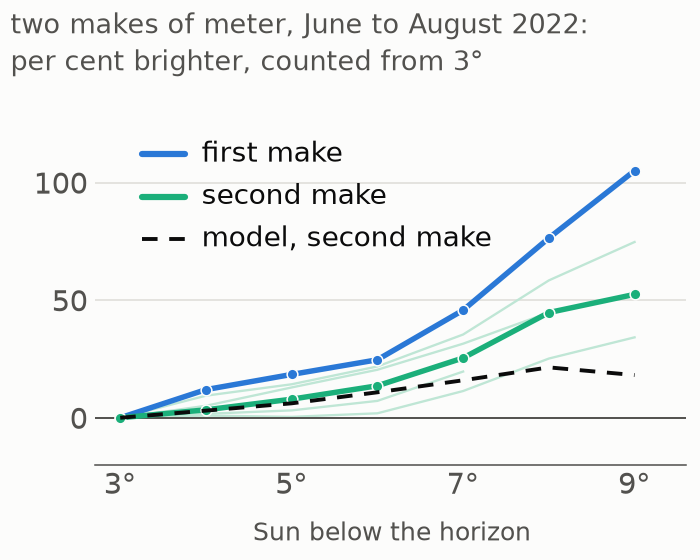 two makes of meter, June to August 2022:
per cent brighter, counted from 3°
first make
second make
model, second make
100
50
0
3° 5° 7° 9°
Sun below the horizon